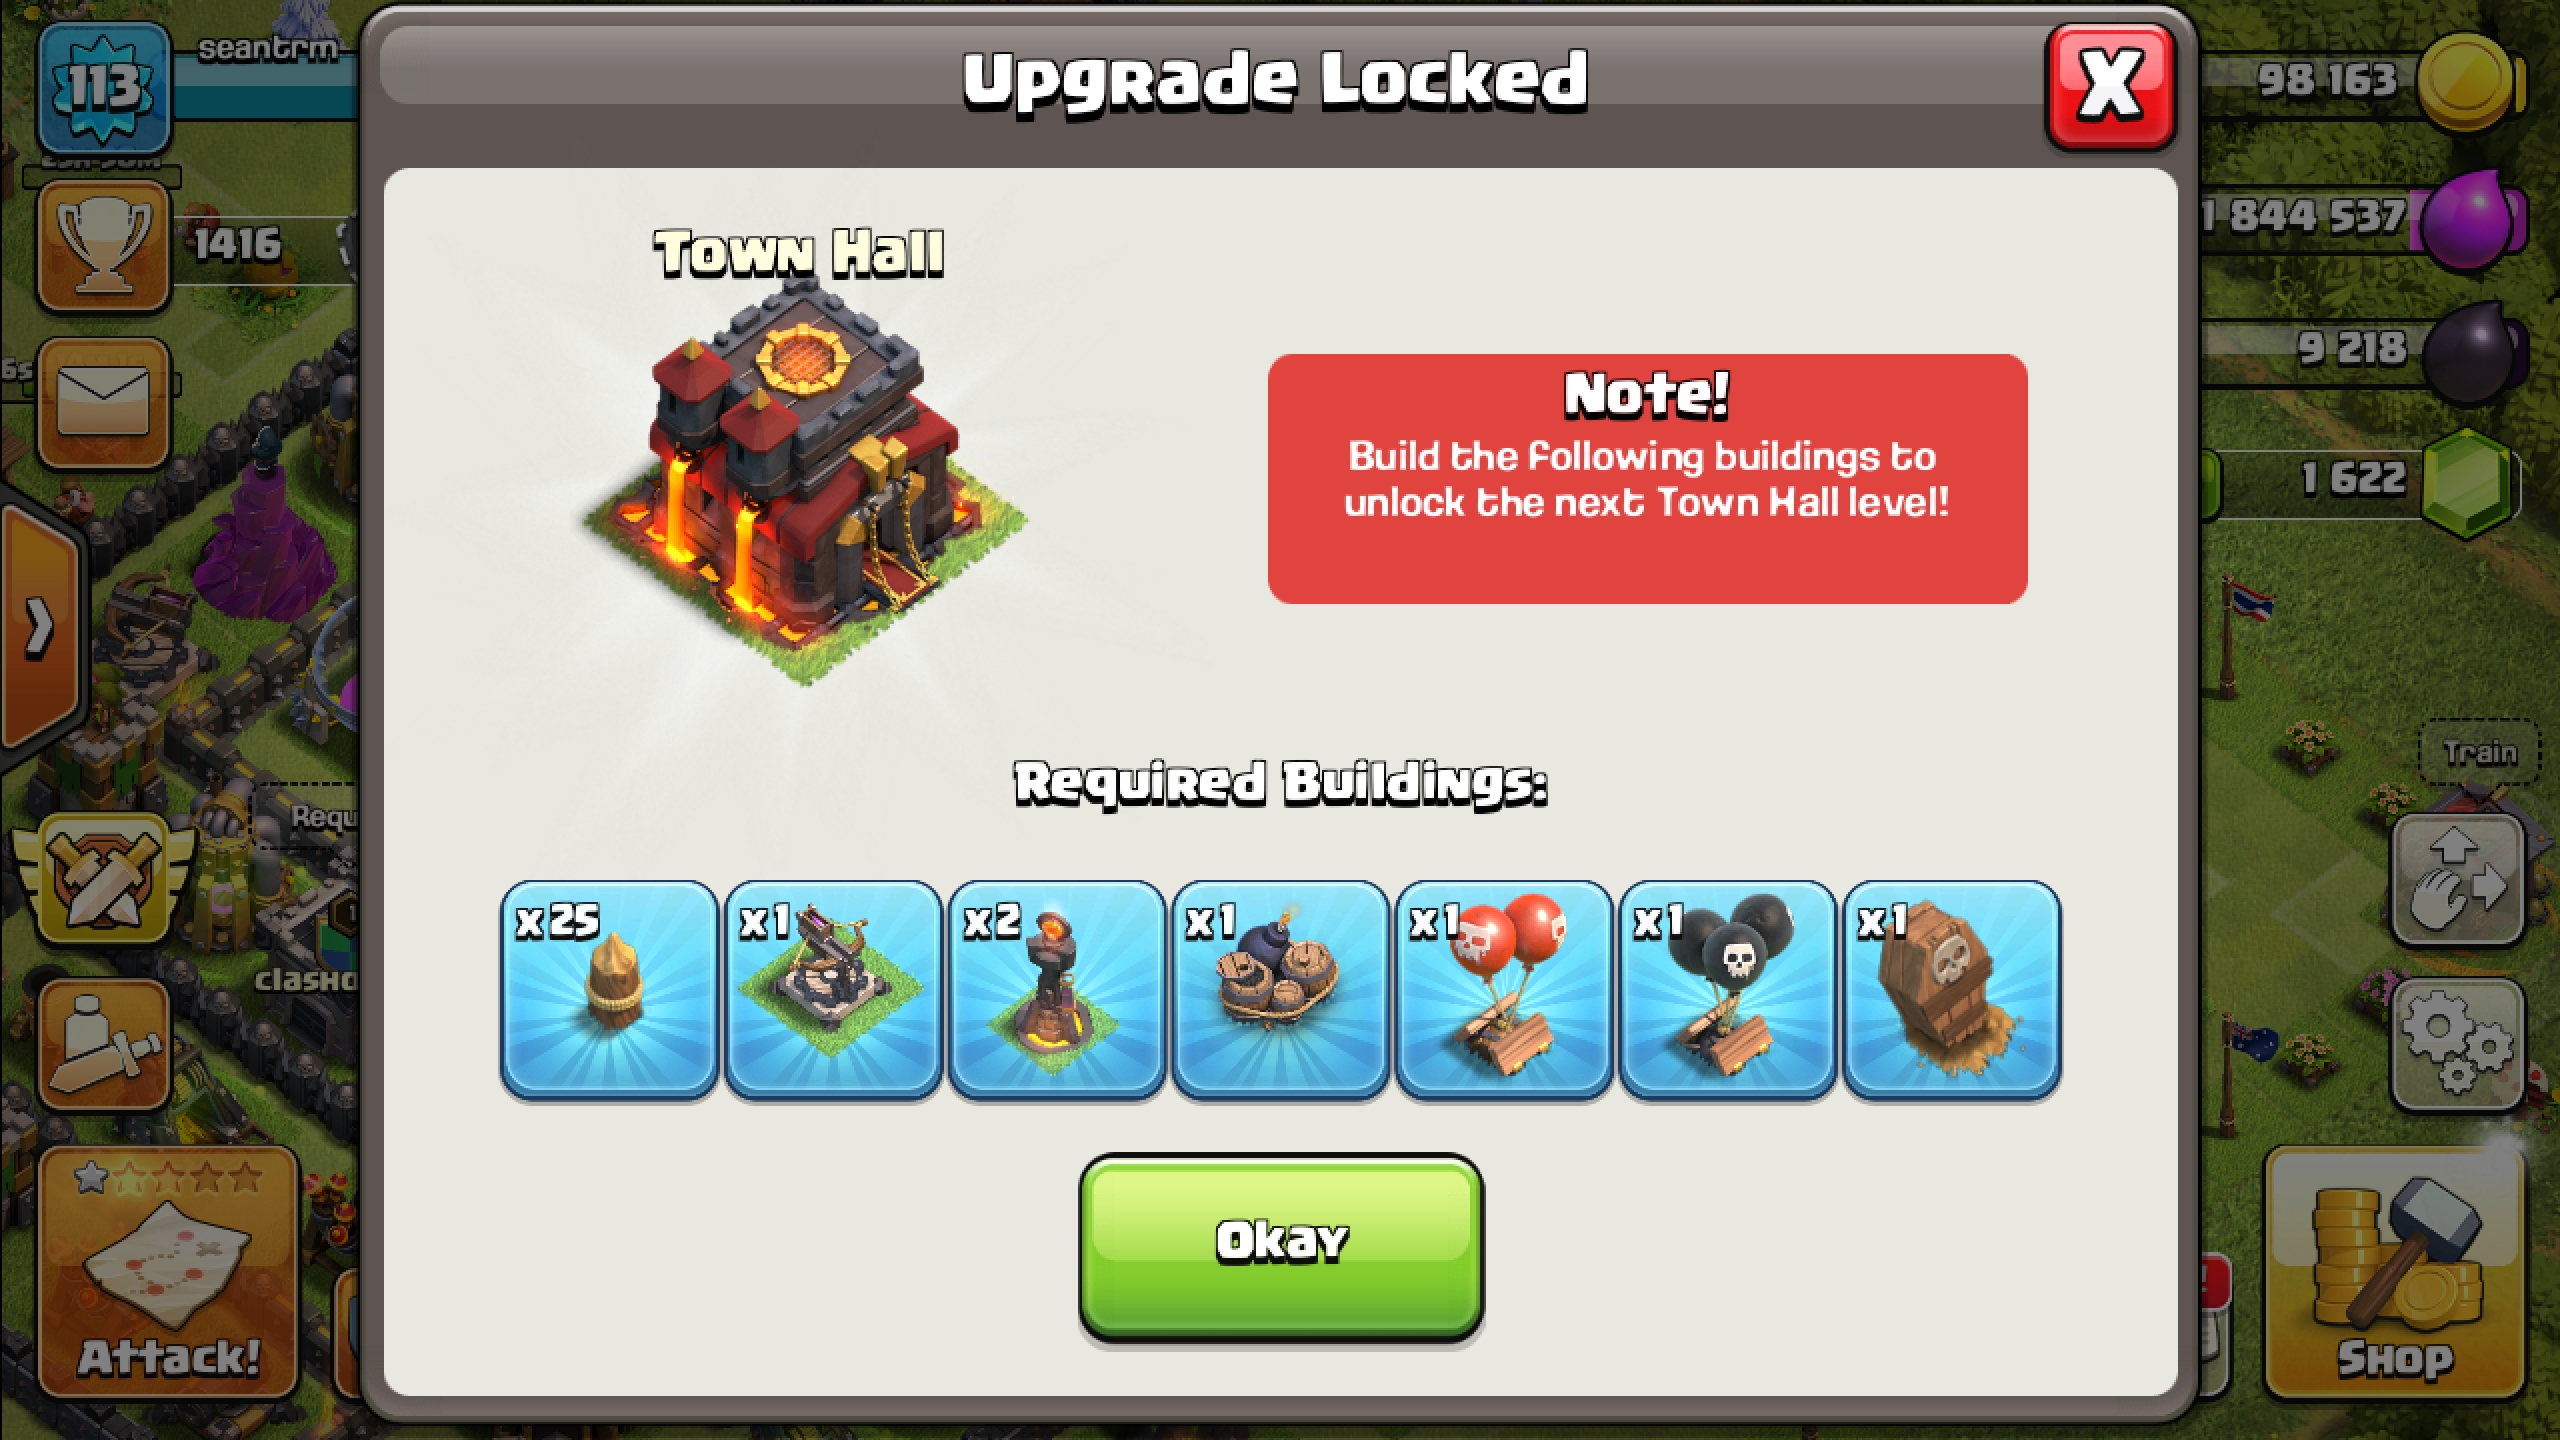 Upgrade Locked
X
113
seantrm
1416
98 163
1 844 537
9 218
1 622
Town Hall
Note!
Build the following buildings to
unlock the next Town Hall level!
Required Buildings:
x25
x1
x2
x1
x1
x1
x1
Okay
Train
Attack!
Shop